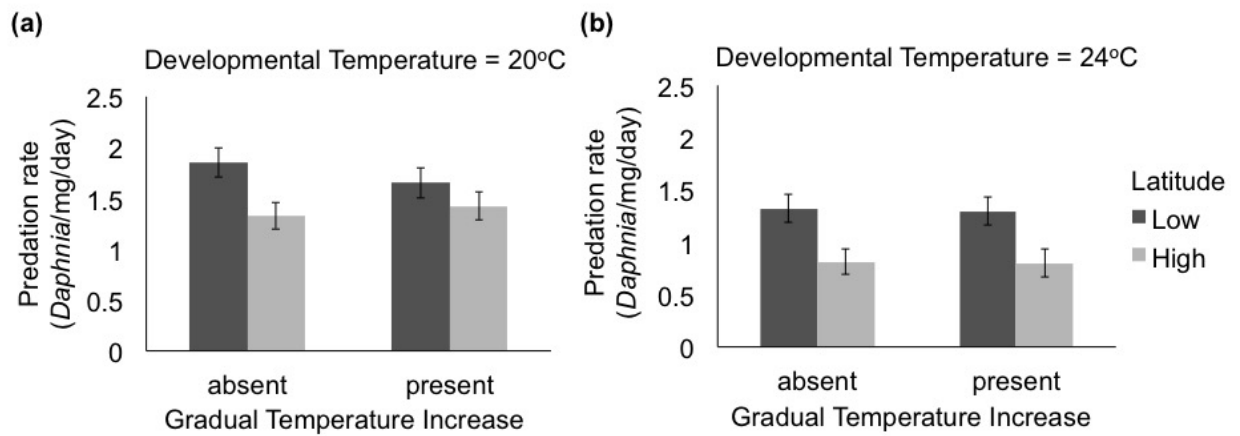 (a)
Developmental Temperature = 20°C
Predation rate
(Daphnia/mg/day)
2.5
2
1.5
1
0.5
0
absent present
Gradual Temperature Increase
(b)
Developmental Temperature = 24°C
Predation rate
(Daphnia/mg/day)
2.5
2
1.5
1
0.5
0
absent present
Gradual Temperature Increase
Latitude
Low
High